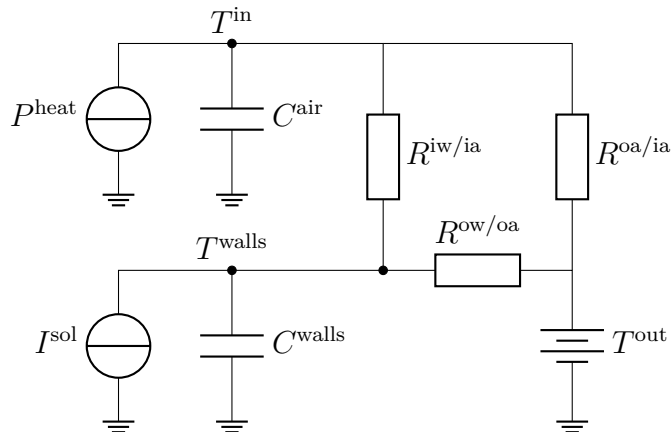 T^in
P^heat
C^air
R^iw/ia
R^oa/ia
R^ow/oa
T^walls
I^sol
C^walls
T^out